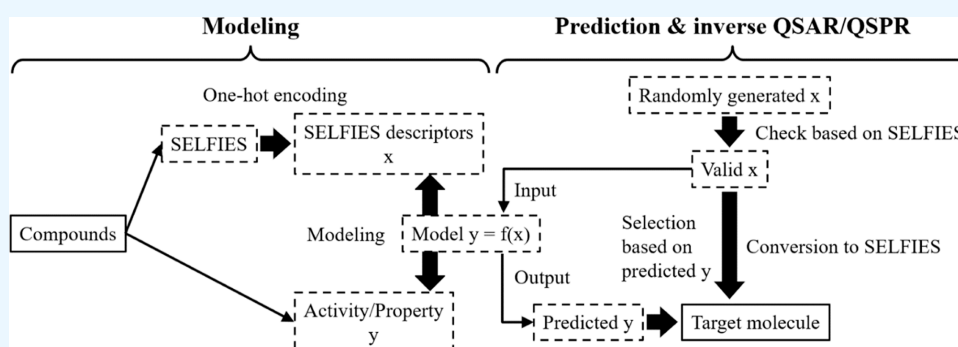 Modeling
Prediction & inverse QSAR/QSPR
One-hot encoding
SELFIES
SELFIES descriptors
x
Compounds
Modeling
Model y = f(x)
Activity/Property
y
Randomly generated x
Check based on SELFIES
Valid x
Input
Selection
based on
predicted y
Conversion to SELFIES
Output
Predicted y
Target molecule